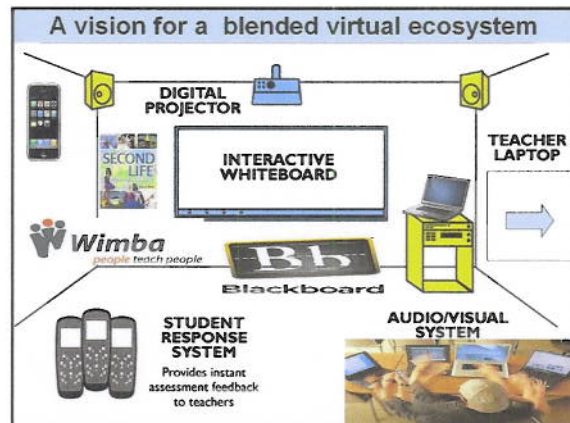 A vision for a blended virtual ecosystem
DIGITAL
PROJECTOR
SECOND
LIFE
INTERACTIVE
WHITEBOARD
TEACHER
LAPTOP
Wimba
people teach people
Bb
Blackboard
STUDENT
RESPONSE
SYSTEM
Provides instant
assessment feedback
to teachers
AUDIO/VISUAL
SYSTEM